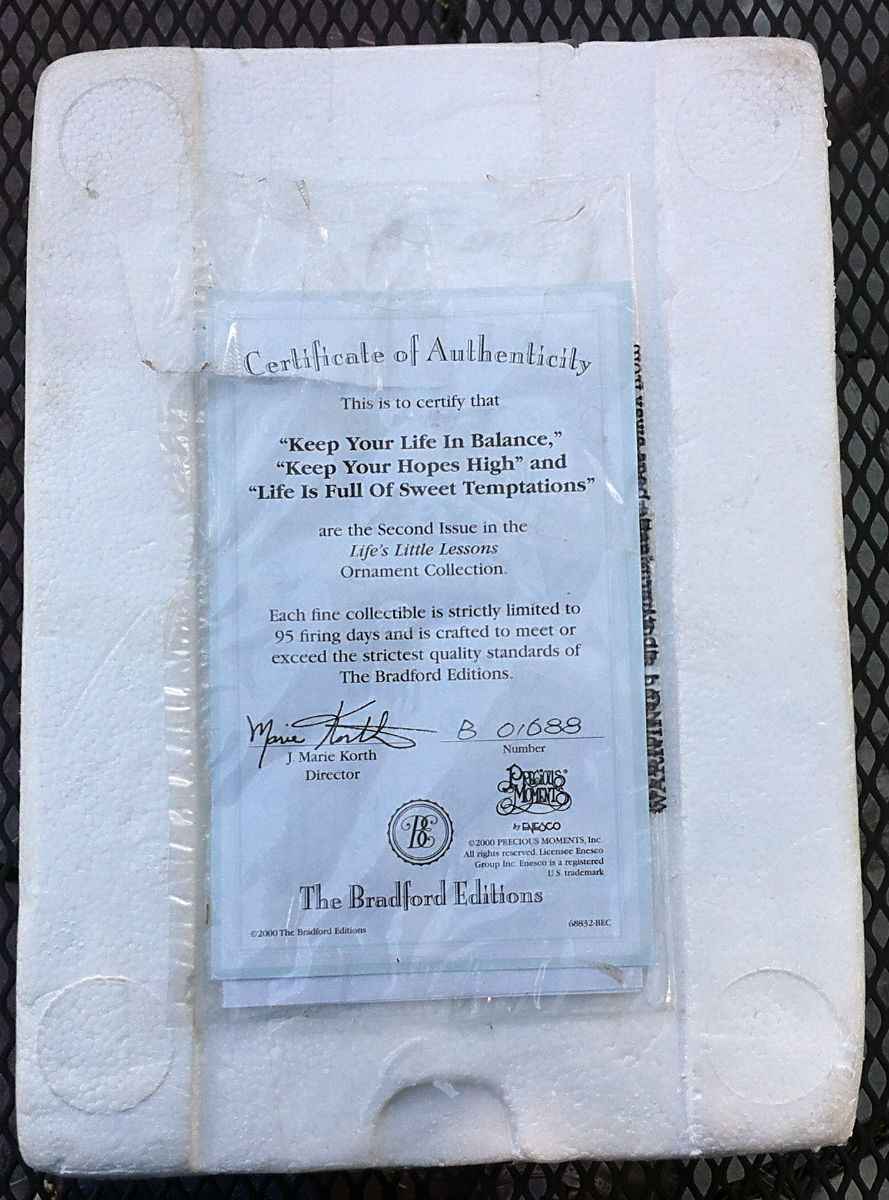 Certificate of Authenticity
This is to certify that
“Keep Your Life In Balance,”
“Keep Your Hopes High” and
“Life Is Full Of Sweet Temptations”
are the Second Issue in the
Life's Little Lessons
Ornament Collection.
Each fine collectible is strictly limited to
95 firing days and is crafted to meet or
exceed the strictest quality standards of
The Bradford Editions.
Marie Korth
J. Marie Korth
Director
B 01688
Number
PRECIOUS
MOMENTS
by ENESCO
©2000 PRECIOUS MOMENTS, Inc.
All rights reserved. Licensee Enesco
Group Inc. Enesco is a registered
U.S. trademark
BE
The Bradford Editions
©2000 The Bradford Editions
68832-BEC
WARNING